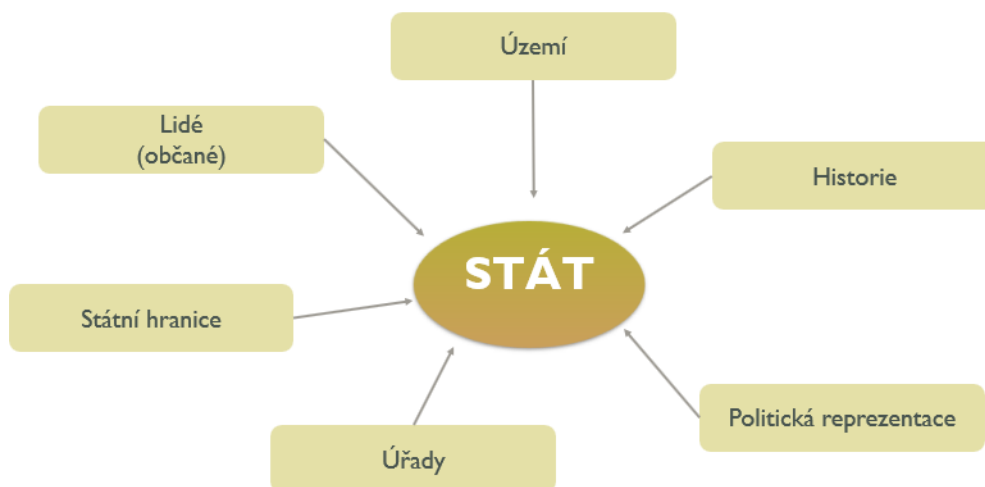 Území
Lidé
(občané)
Historie
STÁT
Státní hranice
Politická reprezentace
Úřady